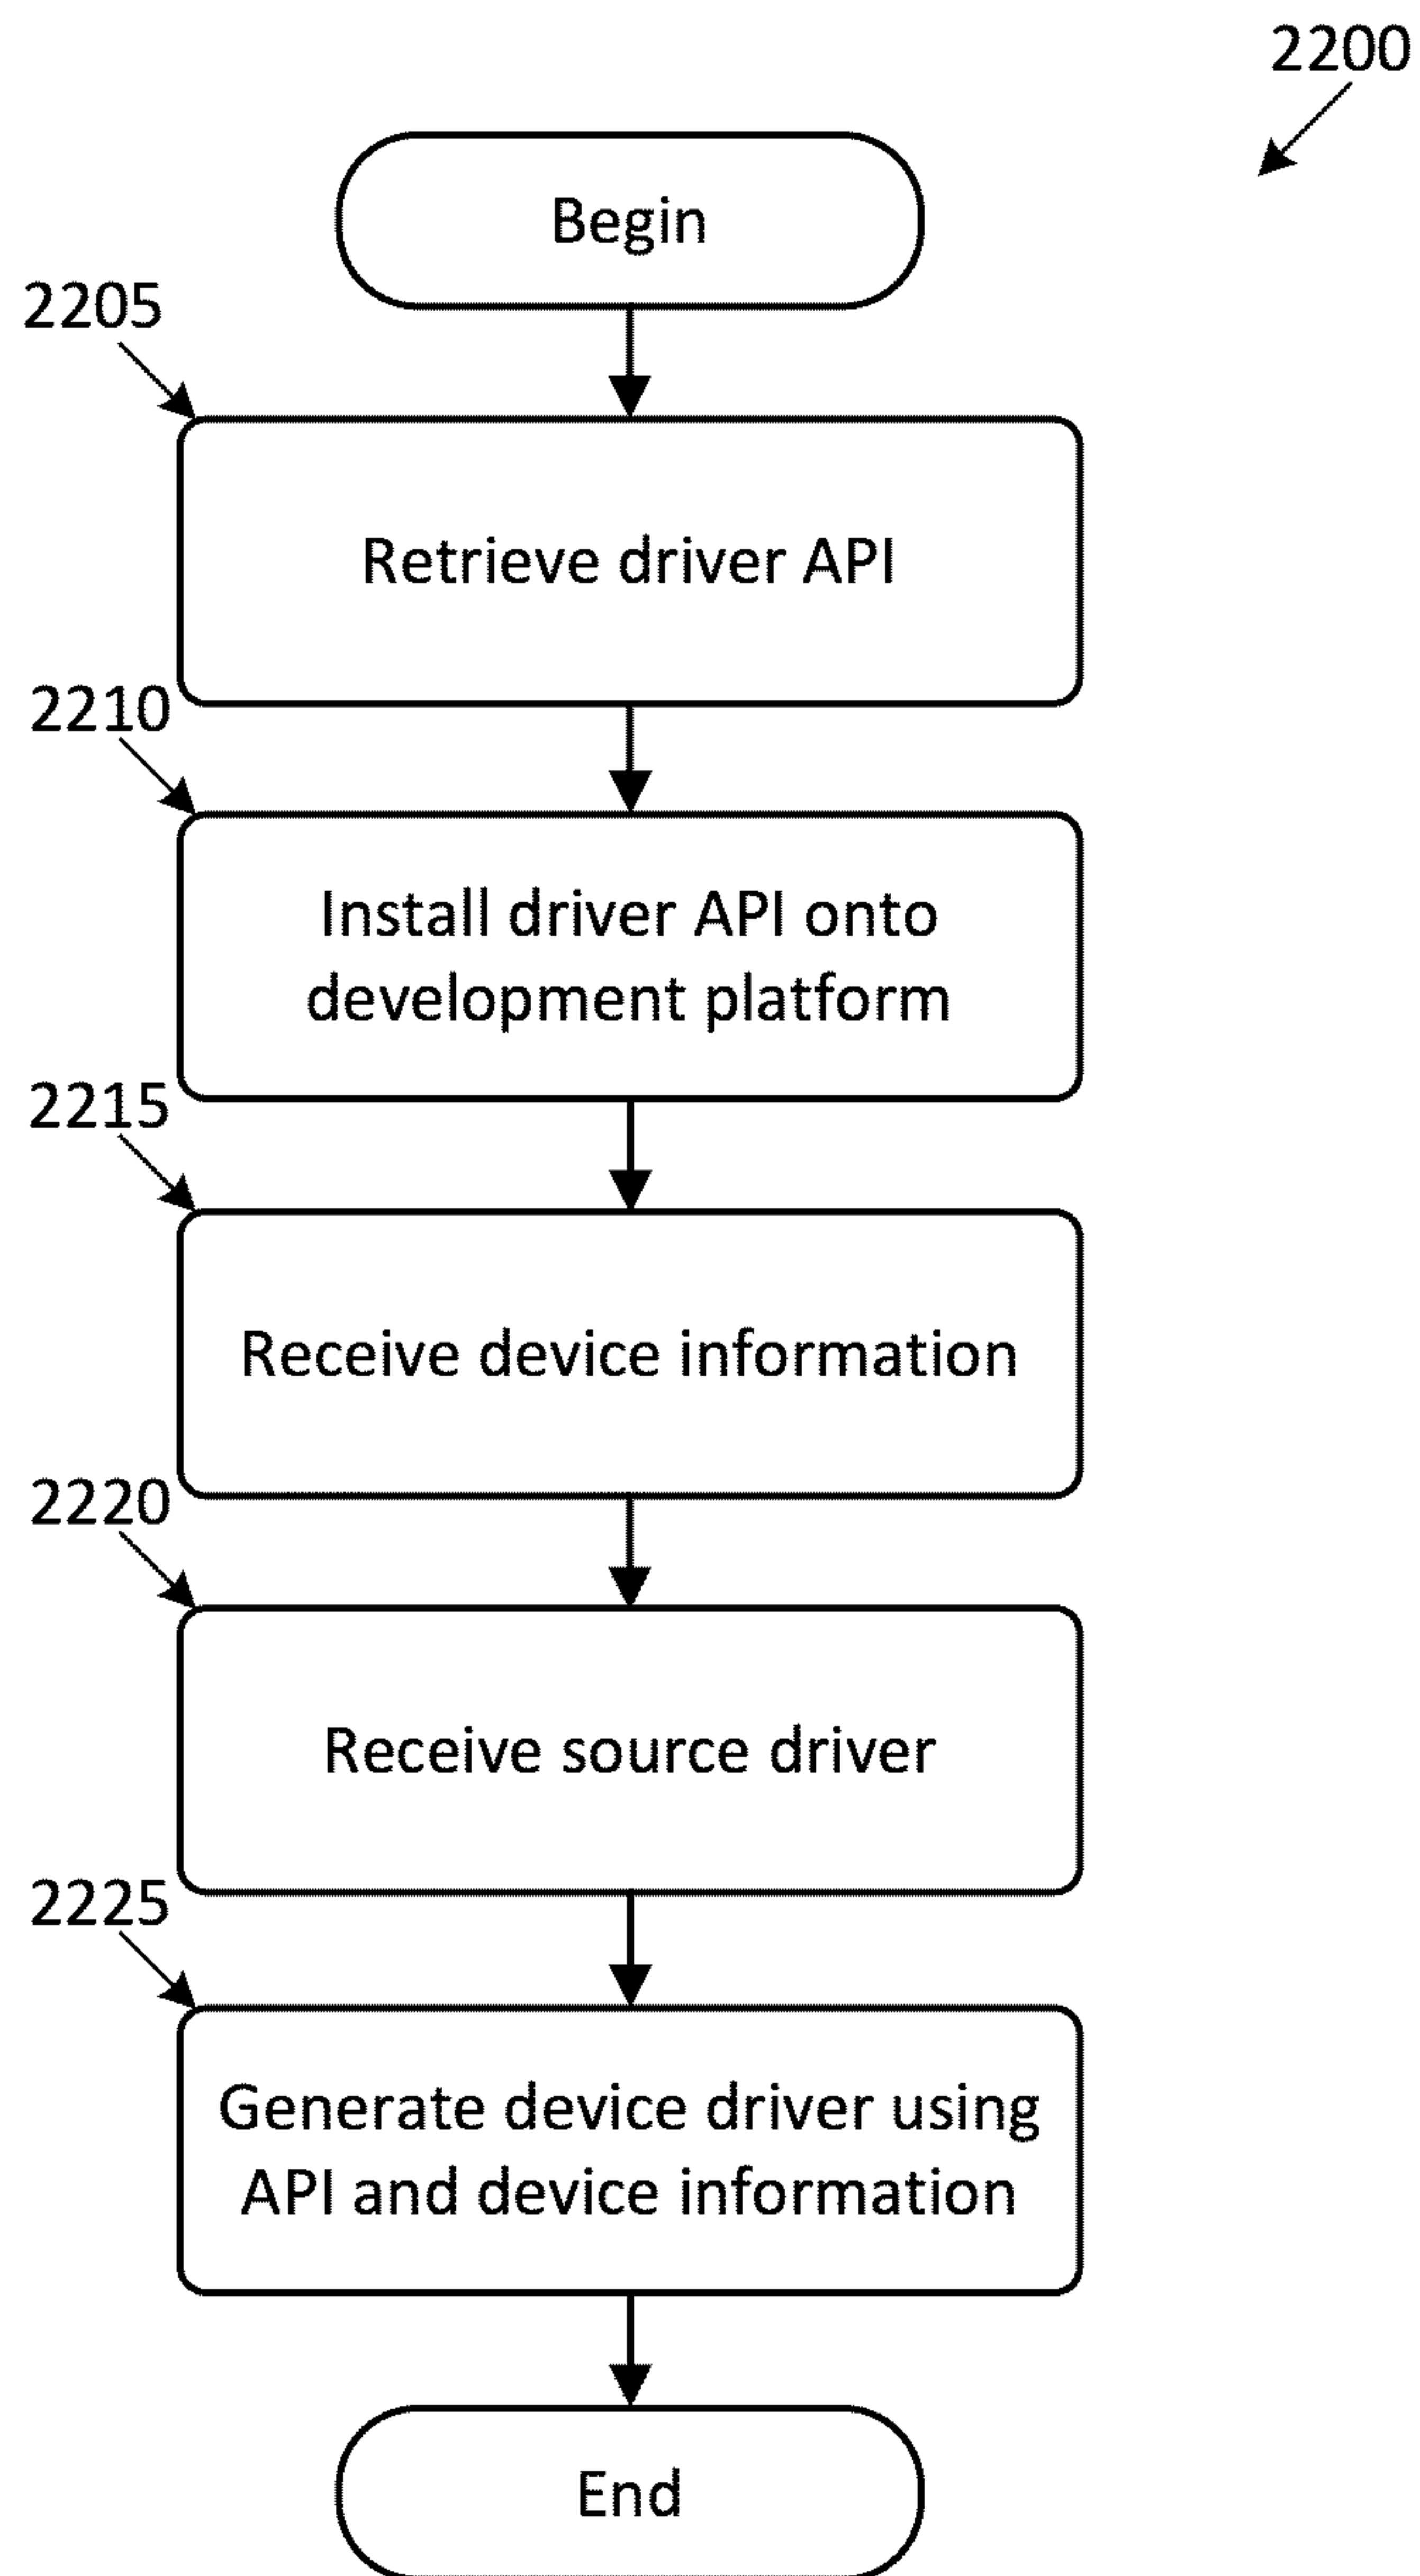 2200
Begin
2205
Retrieve driver API
2210
Install driver API onto
development platform
2215
Receive device information
2220
Receive source driver
2225
Generate device driver using
API and device information
End